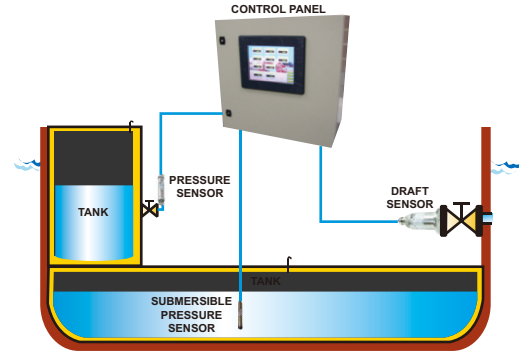 CONTROL PANEL
PRESSURE
SENSOR
TANK
DRAFT
SENSOR
TANK
SUBMERSIBLE
PRESSURE
SENSOR